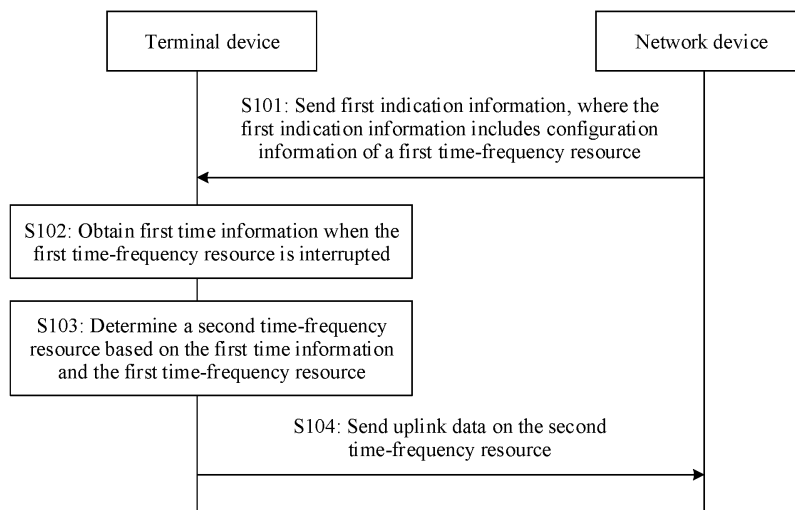 Terminal device
Network device
S101: Send first indication information, where the
first indication information includes configuration
information of a first time-frequency resource
S102: Obtain first time information when the
first time-frequency resource is interrupted
S103: Determine a second time-frequency
resource based on the first time information
and the first time-frequency resource
S104: Send uplink data on the second
time-frequency resource